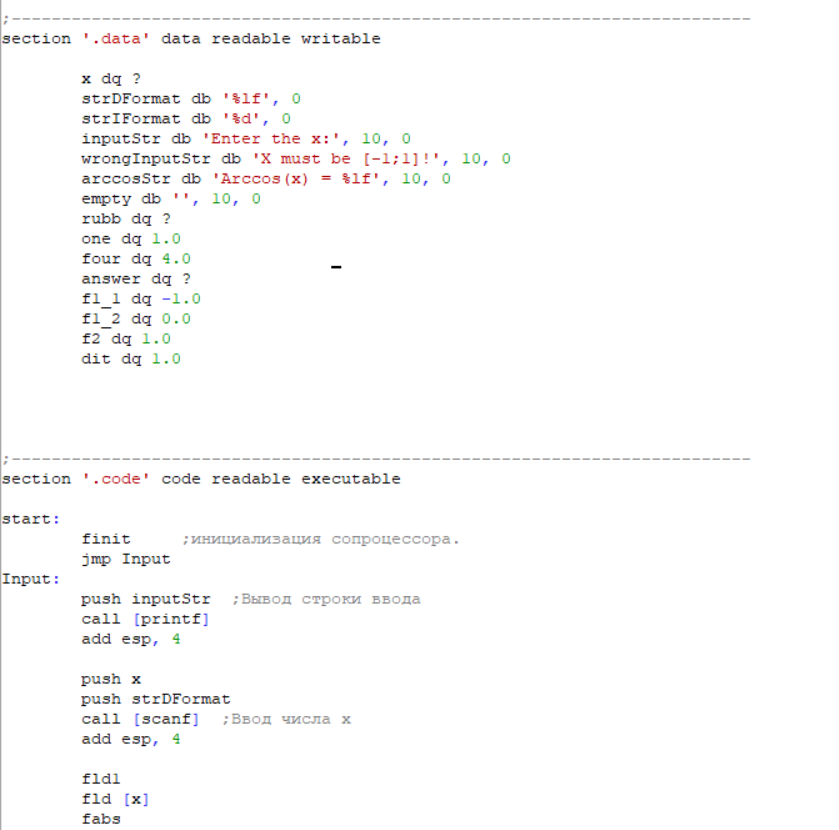 ;--------------------------------------------------------------------------
section '.data' data readable writable
x dq ?
strDFormat db '%lf', 0
strIFormat db '%d', 0
inputStr db 'Enter the x:', 10, 0
wrongInputStr db 'X must be [-1;1]!', 10, 0
arccosStr db 'Arccos(x) = %lf', 10, 0
empty db '', 10, 0
rubb dq ?
one dq 1.0
four dq 4.0
answer dq ?
f1_1 dq -1.0
f1_2 dq 0.0
f2 dq 1.0
dit dq 1.0
;--------------------------------------------------------------------------
section '.code' code readable executable
start:
finit ;инициализация сопроцессора.
jmp Input
Input:
push inputStr ;Вывод строки ввода
call [printf]
add esp, 4
push x
push strDFormat
call [scanf] ;Ввод числа x
add esp, 4
fld1
fld [x]
fabs